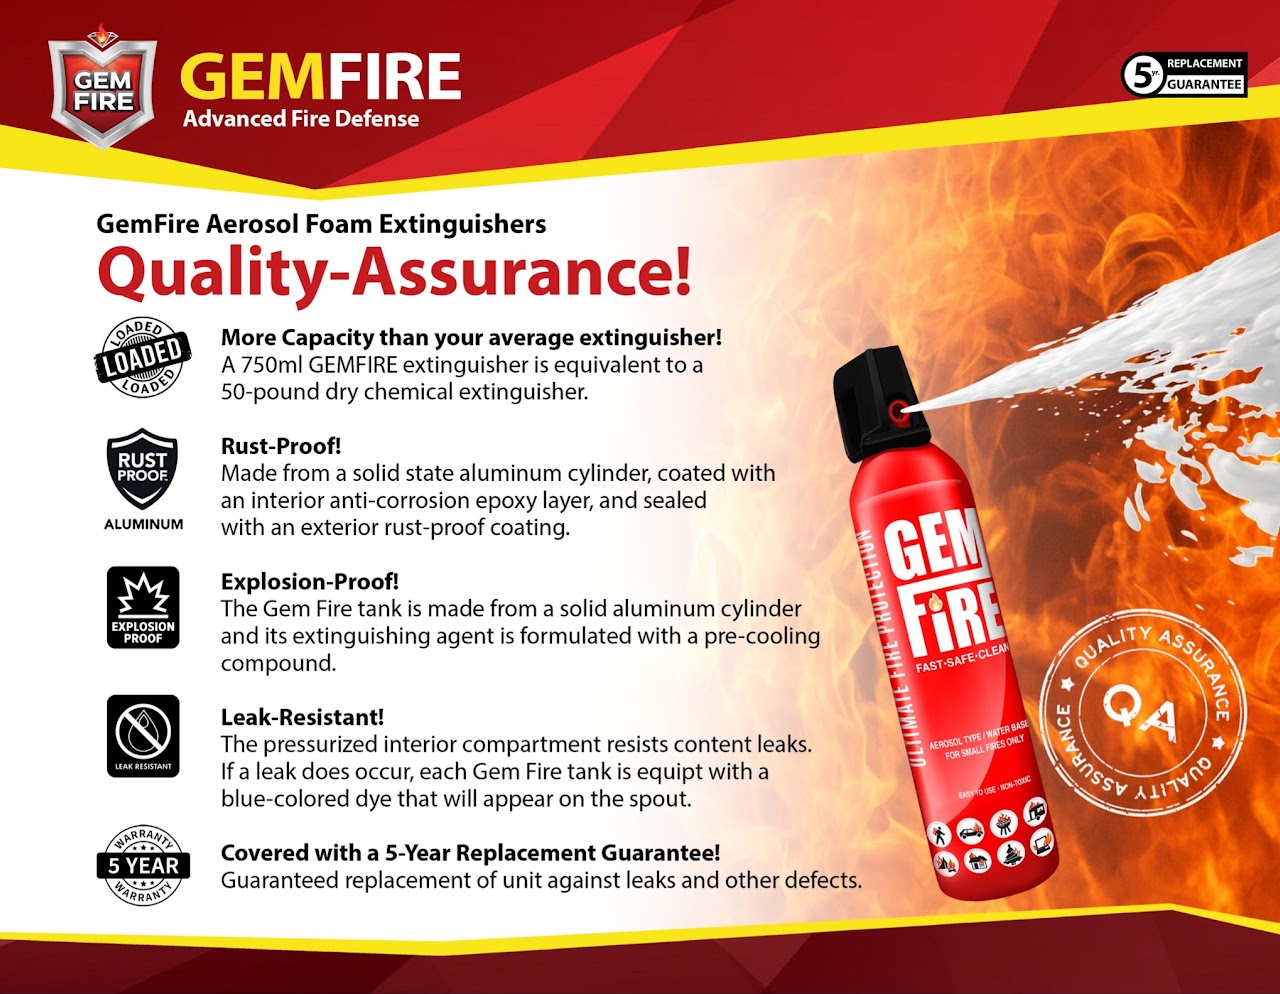 GEM
FIRE
GEMFIRE
Advanced Fire Defense
5 yr.
REPLACEMENT
GUARANTEE
GemFire Aerosol Foam Extinguishers
Quality-Assurance!
LOADED
LOADED
LOADED
More Capacity than your average extinguisher!
A 750ml GEMFIRE extinguisher is equivalent to a
50-pound dry chemical extinguisher.
RUST
PROOF
ALUMINUM
Rust-Proof!
Made from a solid state aluminum cylinder, coated with
an interior anti-corrosion epoxy layer, and sealed
with an exterior rust-proof coating.
EXPLOSION
PROOF
Explosion-Proof!
The Gem Fire tank is made from a solid aluminum cylinder
and its extinguishing agent is formulated with a pre-cooling
compound.
LEAK RESISTANT
Leak-Resistant!
The pressurized interior compartment resists content leaks.
If a leak does occur, each Gem Fire tank is equipt with a
blue-colored dye that will appear on the spout.
WARRANTY
5 YEAR
WARRANTY
Covered with a 5-Year Replacement Guarantee!
Guaranteed replacement of unit against leaks and other defects.
ULTIMATE FIRE PROTECTION
GEM
FiRE
FAST•SAFE•CLEAN
AEROSOL TYPE / WATER BASE
FOR SMALL FIRES ONLY
EASY TO USE • NON-TOXIC
QUALITY ASSURANCE
QA
QUALITY ASSURANCE